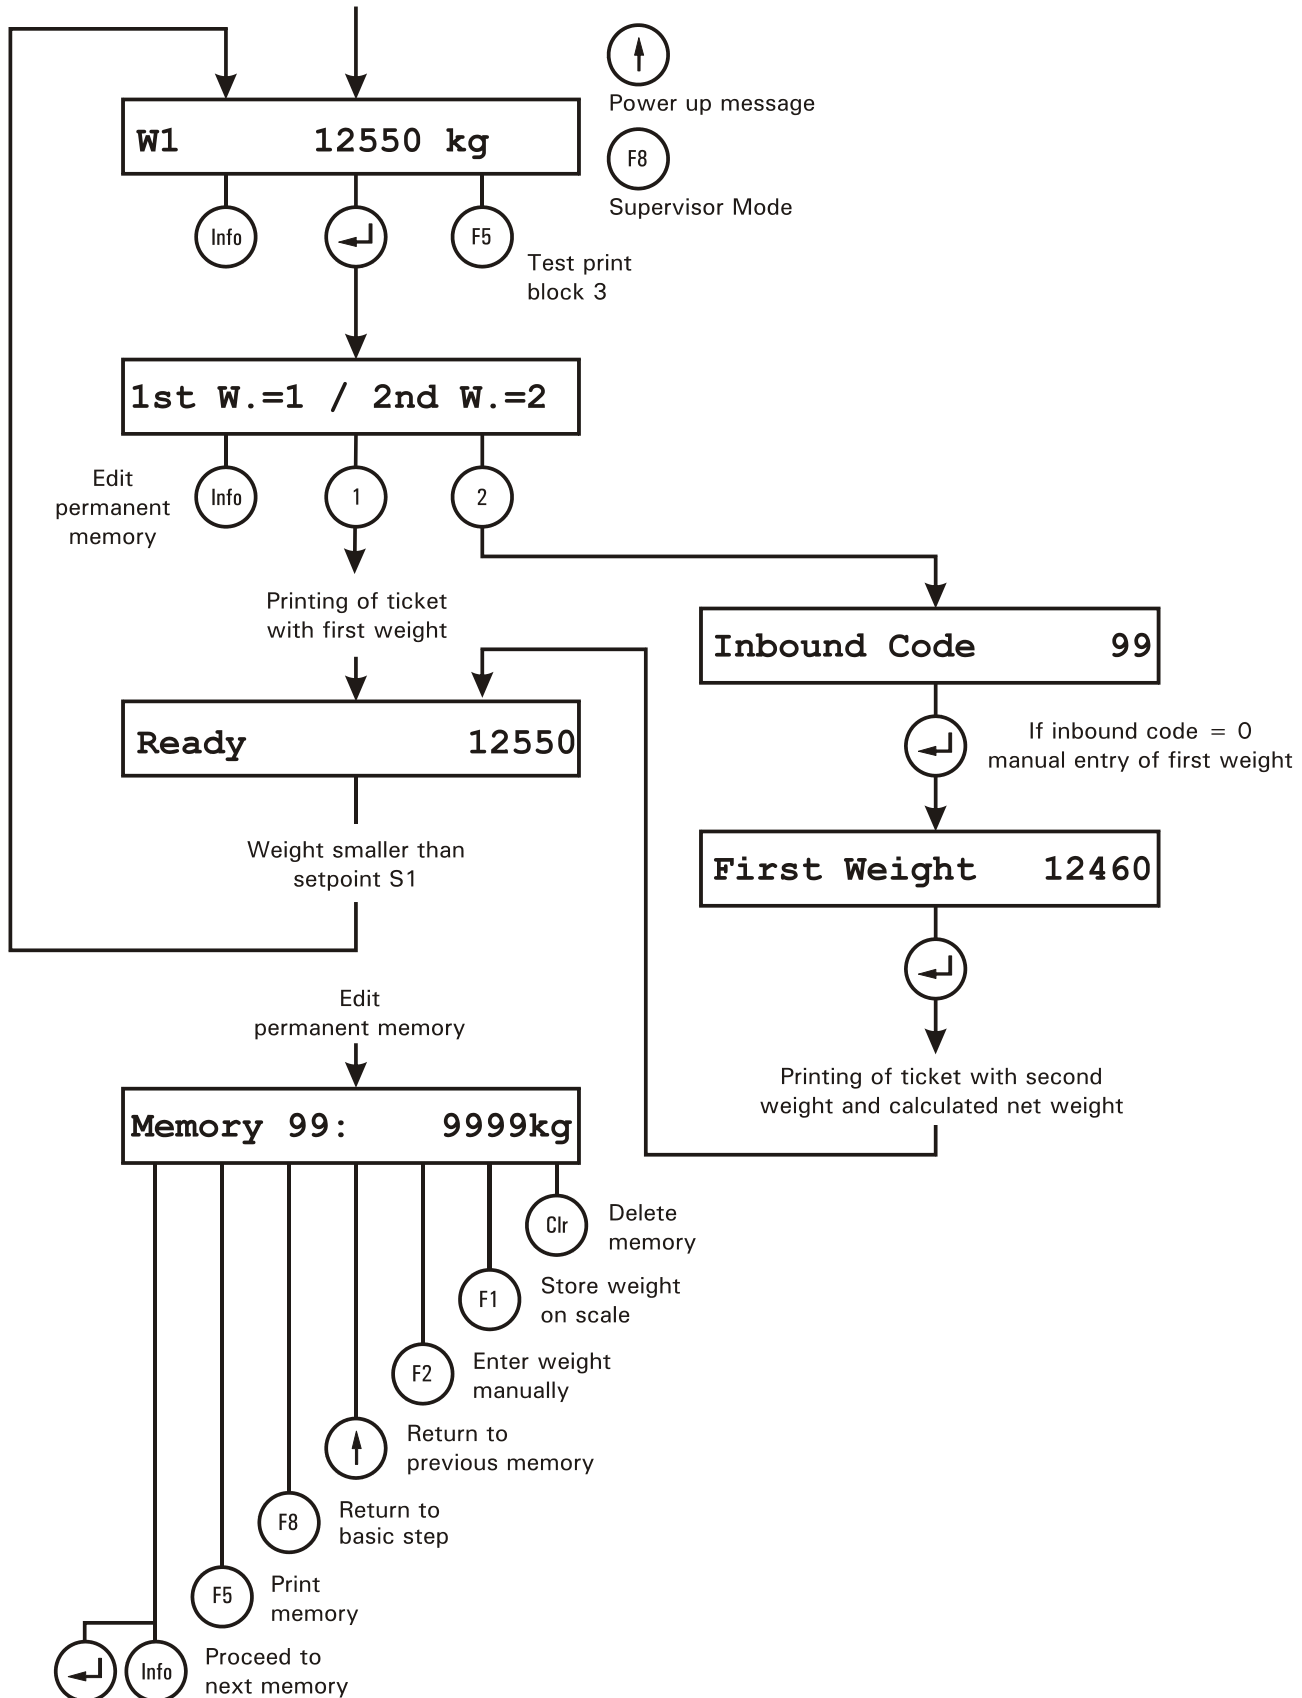 Power up message
W1 12550 kg
F8
Supervisor Mode
Info
F5
Test print
block 3
1st W.=1 / 2nd W.=2
Edit
permanent
memory
Info
1
2
Printing of ticket
with first weight
Inbound Code 99
If inbound code = 0
manual entry of first weight
Ready 12550
First Weight 12460
Weight smaller than
setpoint S1
Printing of ticket with second
weight and calculated net weight
Edit
permanent memory
Memory 99: 9999kg
Clr
Delete
memory
F1
Store weight
on scale
F2
Enter weight
manually
Return to
previous memory
F8
Return to
basic step
F5
Print
memory
Info
Proceed to
next memory